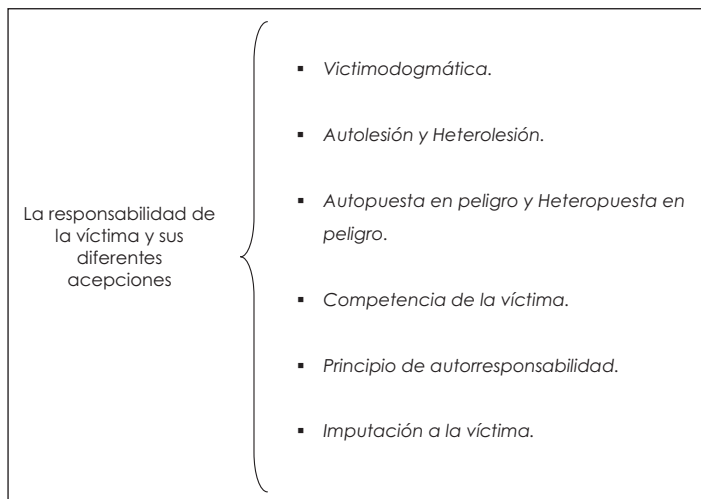 La responsabilidad de
la víctima y sus
diferentes
acepciones
▪ Victimodogmática.
▪ Autolesión y Heterolesión.
▪ Autopuesta en peligro y Heteropuesta en
peligro.
▪ Competencia de la víctima.
▪ Principio de autorresponsabilidad.
▪ Imputación a la víctima.